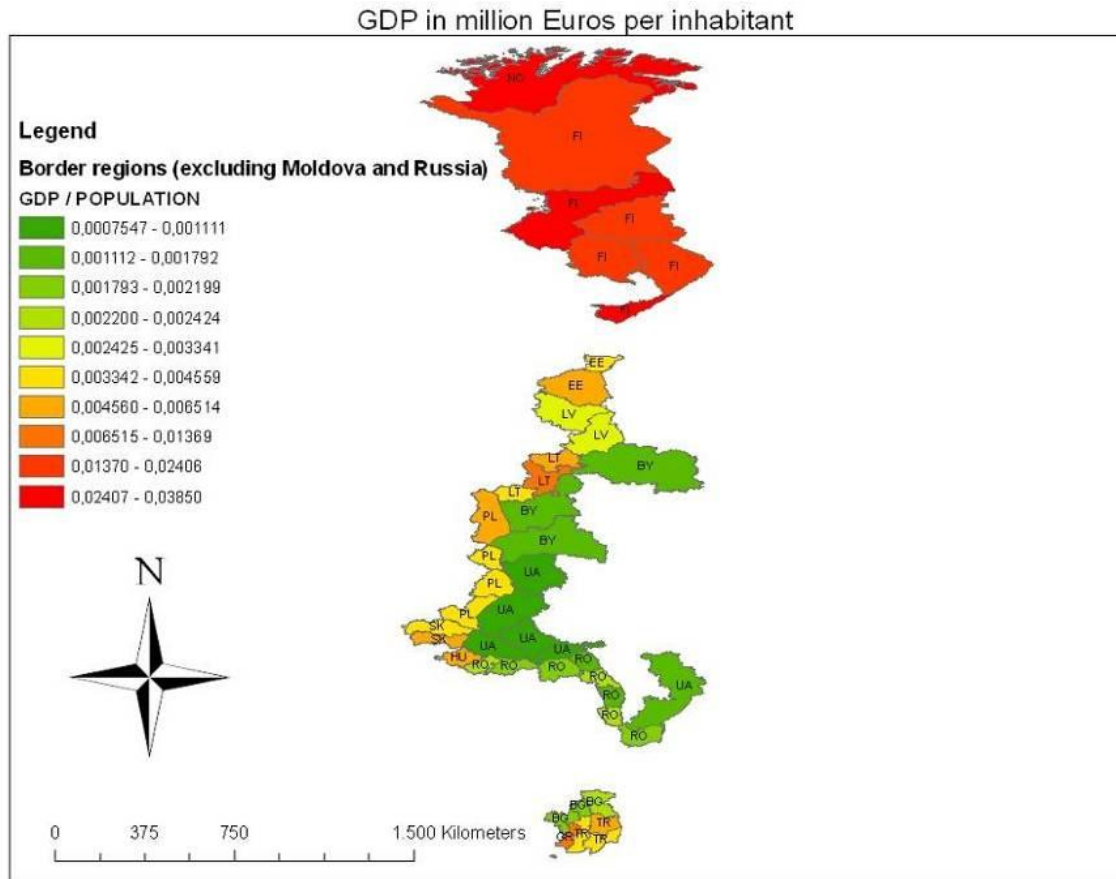 GDP in million Euros per inhabitant
Legend
Border regions (excluding Moldova and Russia)
GDP / POPULATION
0,0007547 - 0,001111
0,001112 - 0,001792
0,001793 - 0,002199
0,002200 - 0,002424
0,002425 - 0,003341
0,003342 - 0,004559
0,004560 - 0,006514
0,006515 - 0,01369
0,01370 - 0,02406
0,02407 - 0,03850
N
0 375 750 1.500 Kilometers
NO
FI
FI
FI
FI
FI
FI
EE
EE
LV
LV
LT
BY
LT
LT
PL
BY
BY
PL
UA
PL
PL
UA
SK
SK
UA
UA
UA
HU
RO
RO
RO
RO
RO
RO
UA
RO
RO
BG
BG
BG
TR
GR
TR
TR